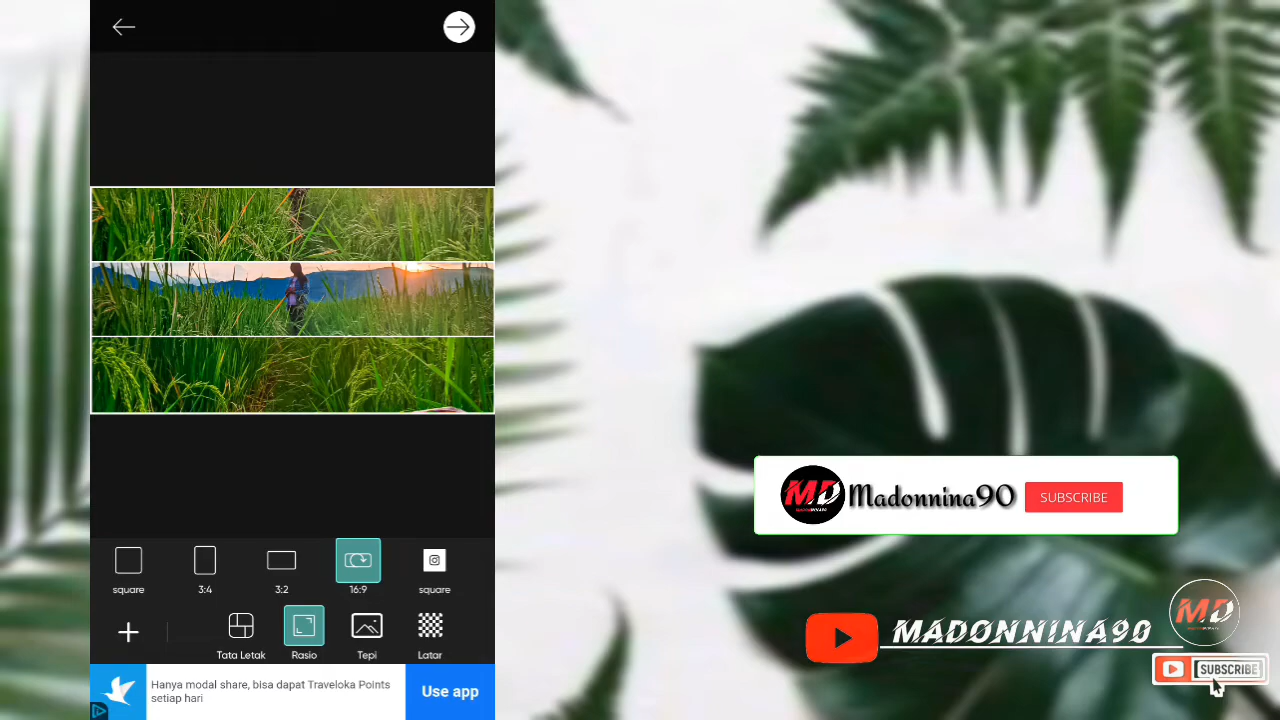 square
3:4
3:2
16:9
square
Tata Letak
Rasio
Tepi
Latar
Hanya modal share, bisa dapat Traveloka Points
setiap hari
Use app
MD
Madonnina90
SUBSCRIBE
MADONNINA90
MD
SUBSCRIBE